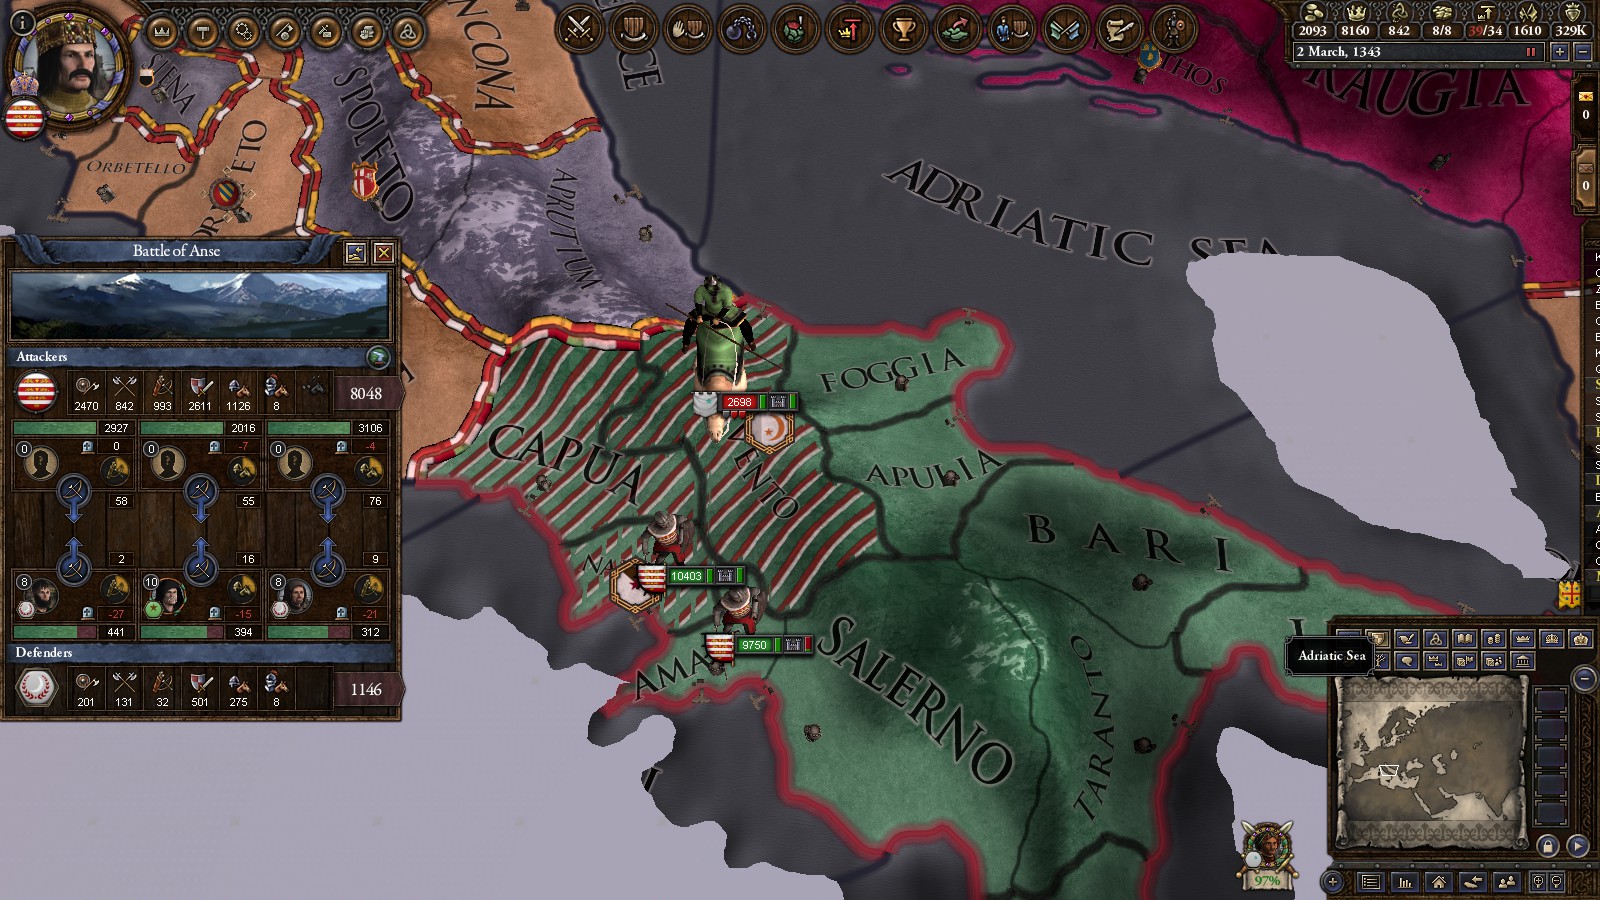 2093 8160 842 8/8 39/34 1610 329K
2 March, 1343
0
0
SIENA
ANCONA
ORBETELLO
SPOLETO
APRUTIUM
ADRIATIC SEA
Battle of Anse
Attackers
2470 842 993 2611 1126 8 8048
2927 2016 3106
0 0 0 -7 0 -4
58 55 76
2 16 9
8 10 8
-27 -15 -21
441 394 312
Defenders
201 131 32 501 275 8 1146
CAPUA
2698
FOGGIA
APULIA
BARI
10403
9750
SALERNO
TARANTO
Adriatic Sea
97%